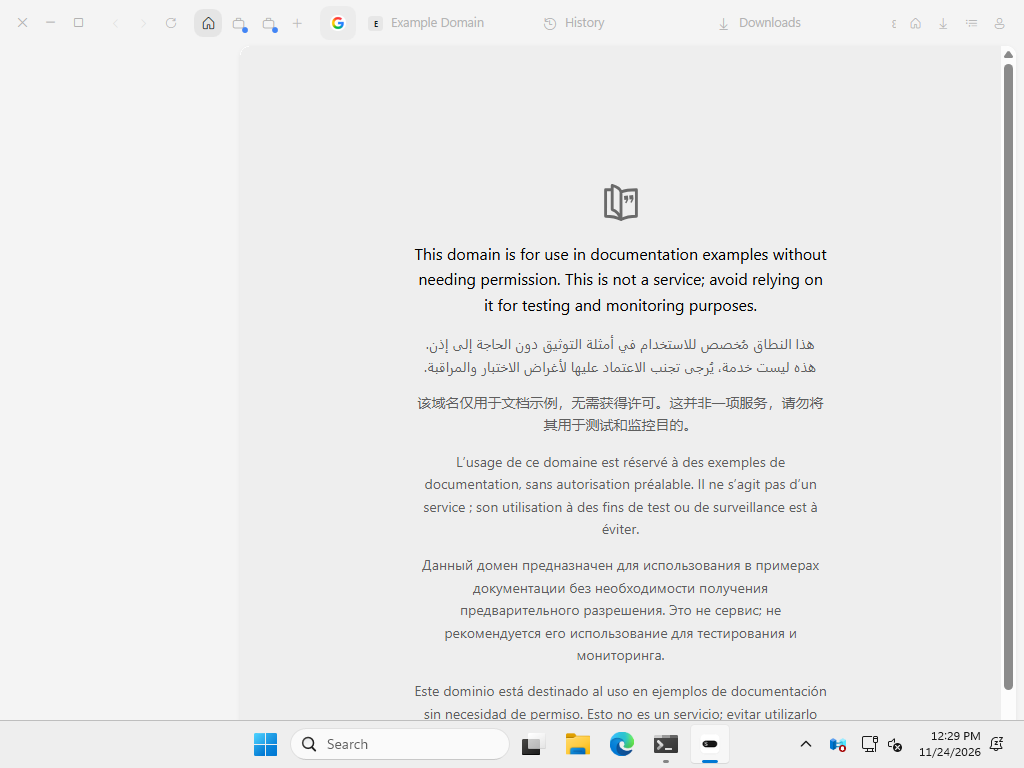 E Example Domain
History
Downloads
This domain is for use in documentation examples without
needing permission. This is not a service; avoid relying on
it for testing and monitoring purposes.
هذا النطاق مُخصص للاستخدام في أمثلة التوثيق دون الحاجة إلى إذن.
هذه ليست خدمة، يُرجى تجنب الاعتماد عليها لأغراض الاختبار والمراقبة.
该域名仅用于文档示例，无需获得许可。这并非一项服务，请勿将
其用于测试和监控目的。
L’usage de ce domaine est réservé à des exemples de
documentation, sans autorisation préalable. Il ne s’agit pas d’un
service ; son utilisation à des fins de test ou de surveillance est à
éviter.
Данный домен предназначен для использования в примерах
документации без необходимости получения
предварительного разрешения. Это не сервис; не
рекомендуется его использование для тестирования и
мониторинга.
Este dominio está destinado al uso en ejemplos de documentación
sin necesidad de permiso. Esto no es un servicio; evitar utilizarlo
Search
12:29 PM
11/24/2026